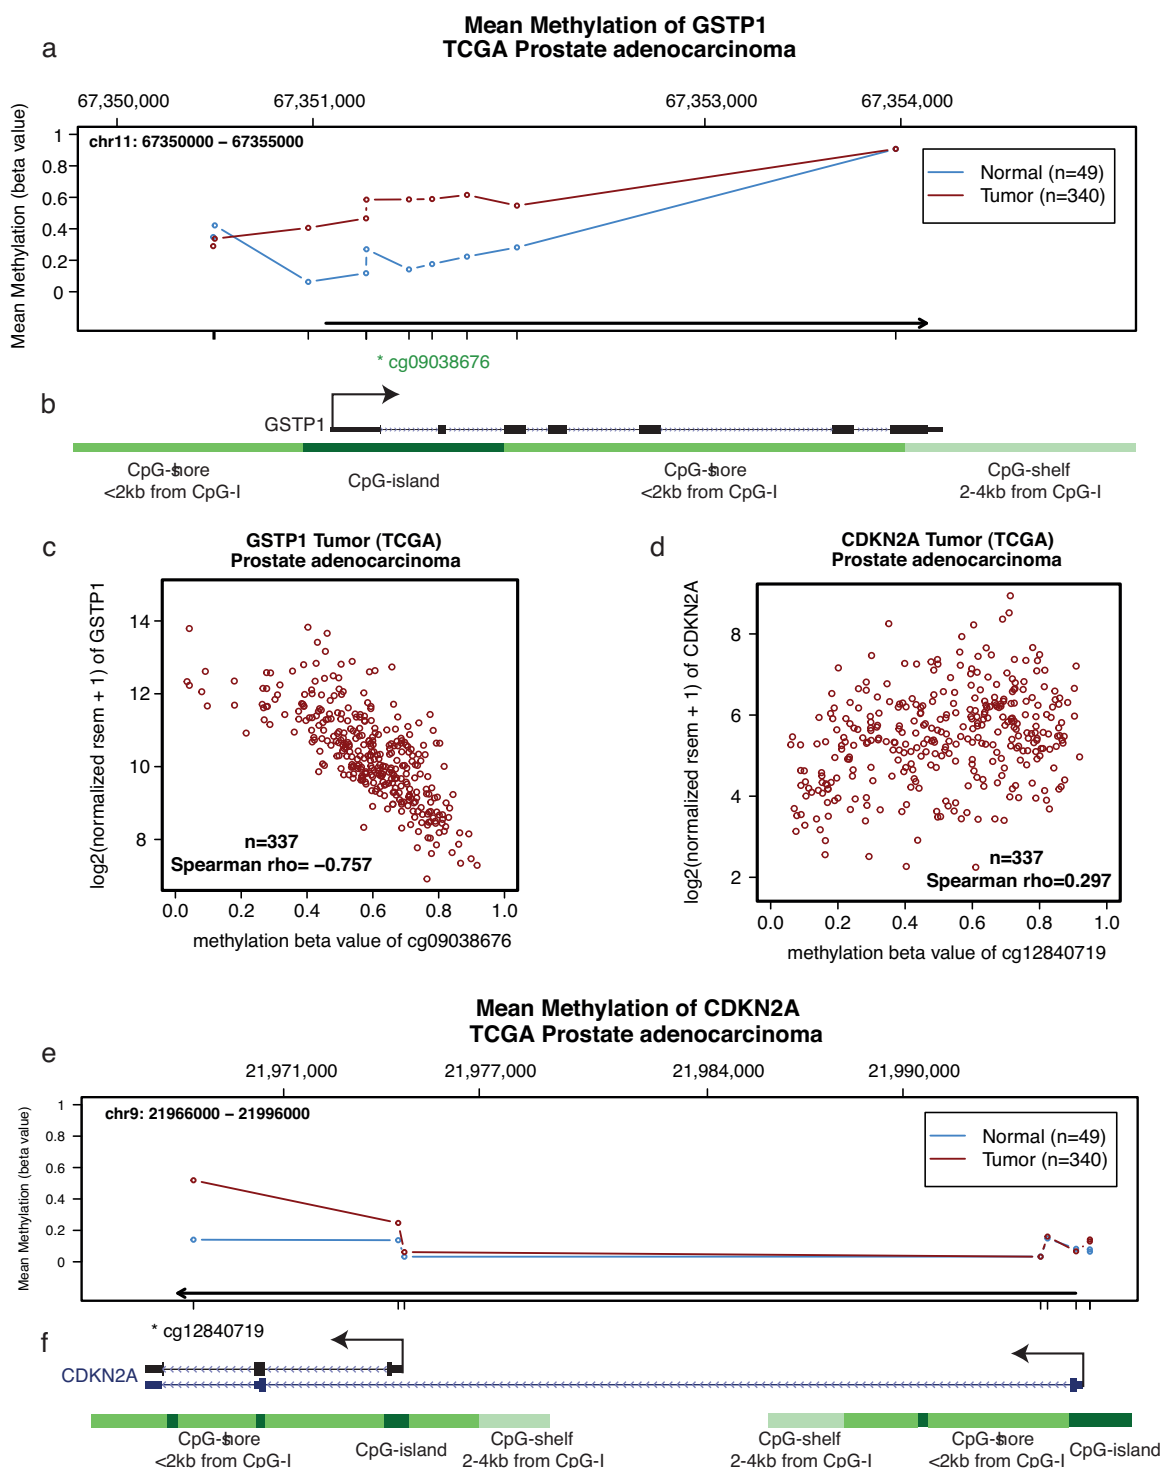 a
Mean Methylation of GSTP1
TCGA Prostate adenocarcinoma
67,350,000 67,351,000 67,353,000 67,354,000
Mean Methylation (beta value)
1
0.8
0.6
0.4
0.2
0
chr11: 67350000 – 67355000
Normal (n=49)
Tumor (n=340)
* cg09038676
b
GSTP1
CpG-shore
<2kb from CpG-I
CpG-island
CpG-shore
<2kb from CpG-I
CpG-shelf
2-4kb from CpG-I
c
GSTP1 Tumor (TCGA)
Prostate adenocarcinoma
log2(normalized rsem + 1) of GSTP1
14
12
10
8
n=337
Spearman rho= −0.757
0.0 0.2 0.4 0.6 0.8 1.0
methylation beta value of cg09038676
d
CDKN2A Tumor (TCGA)
Prostate adenocarcinoma
log2(normalized rsem + 1) of CDKN2A
8
6
4
2
n=337
Spearman rho=0.297
0.0 0.2 0.4 0.6 0.8 1.0
methylation beta value of cg12840719
Mean Methylation of CDKN2A
TCGA Prostate adenocarcinoma
e
21,971,000 21,977,000 21,984,000 21,990,000
Mean Methylation (beta value)
1
0.8
0.6
0.4
0.2
0
chr9: 21966000 – 21996000
Normal (n=49)
Tumor (n=340)
* cg12840719
f
CDKN2A
CpG-shore
<2kb from CpG-I
CpG-island
CpG-shelf
2-4kb from CpG-I
CpG-shelf
2-4kb from CpG-I
CpG-shore
<2kb from CpG-I
CpG-island